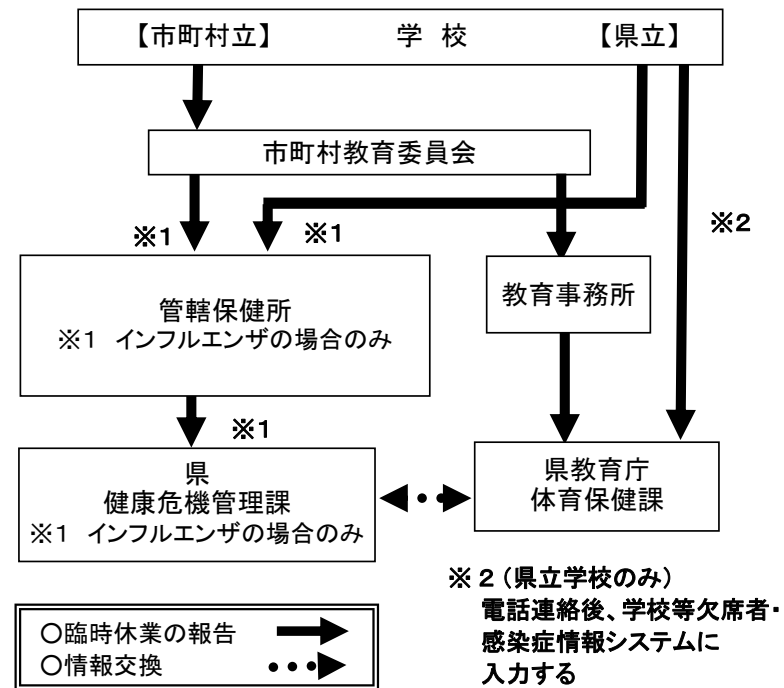 【市町村立】　学 校　【県立】
市町村教育委員会
※1
※1
※2
管轄保健所
※1　インフルエンザの場合のみ
教育事務所
※1
県
健康危機管理課
※1　インフルエンザの場合のみ
県教育庁
体育保健課
※２（県立学校のみ）
電話連絡後、学校等欠席者・
感染症情報システムに
入力する
○臨時休業の報告
○情報交換